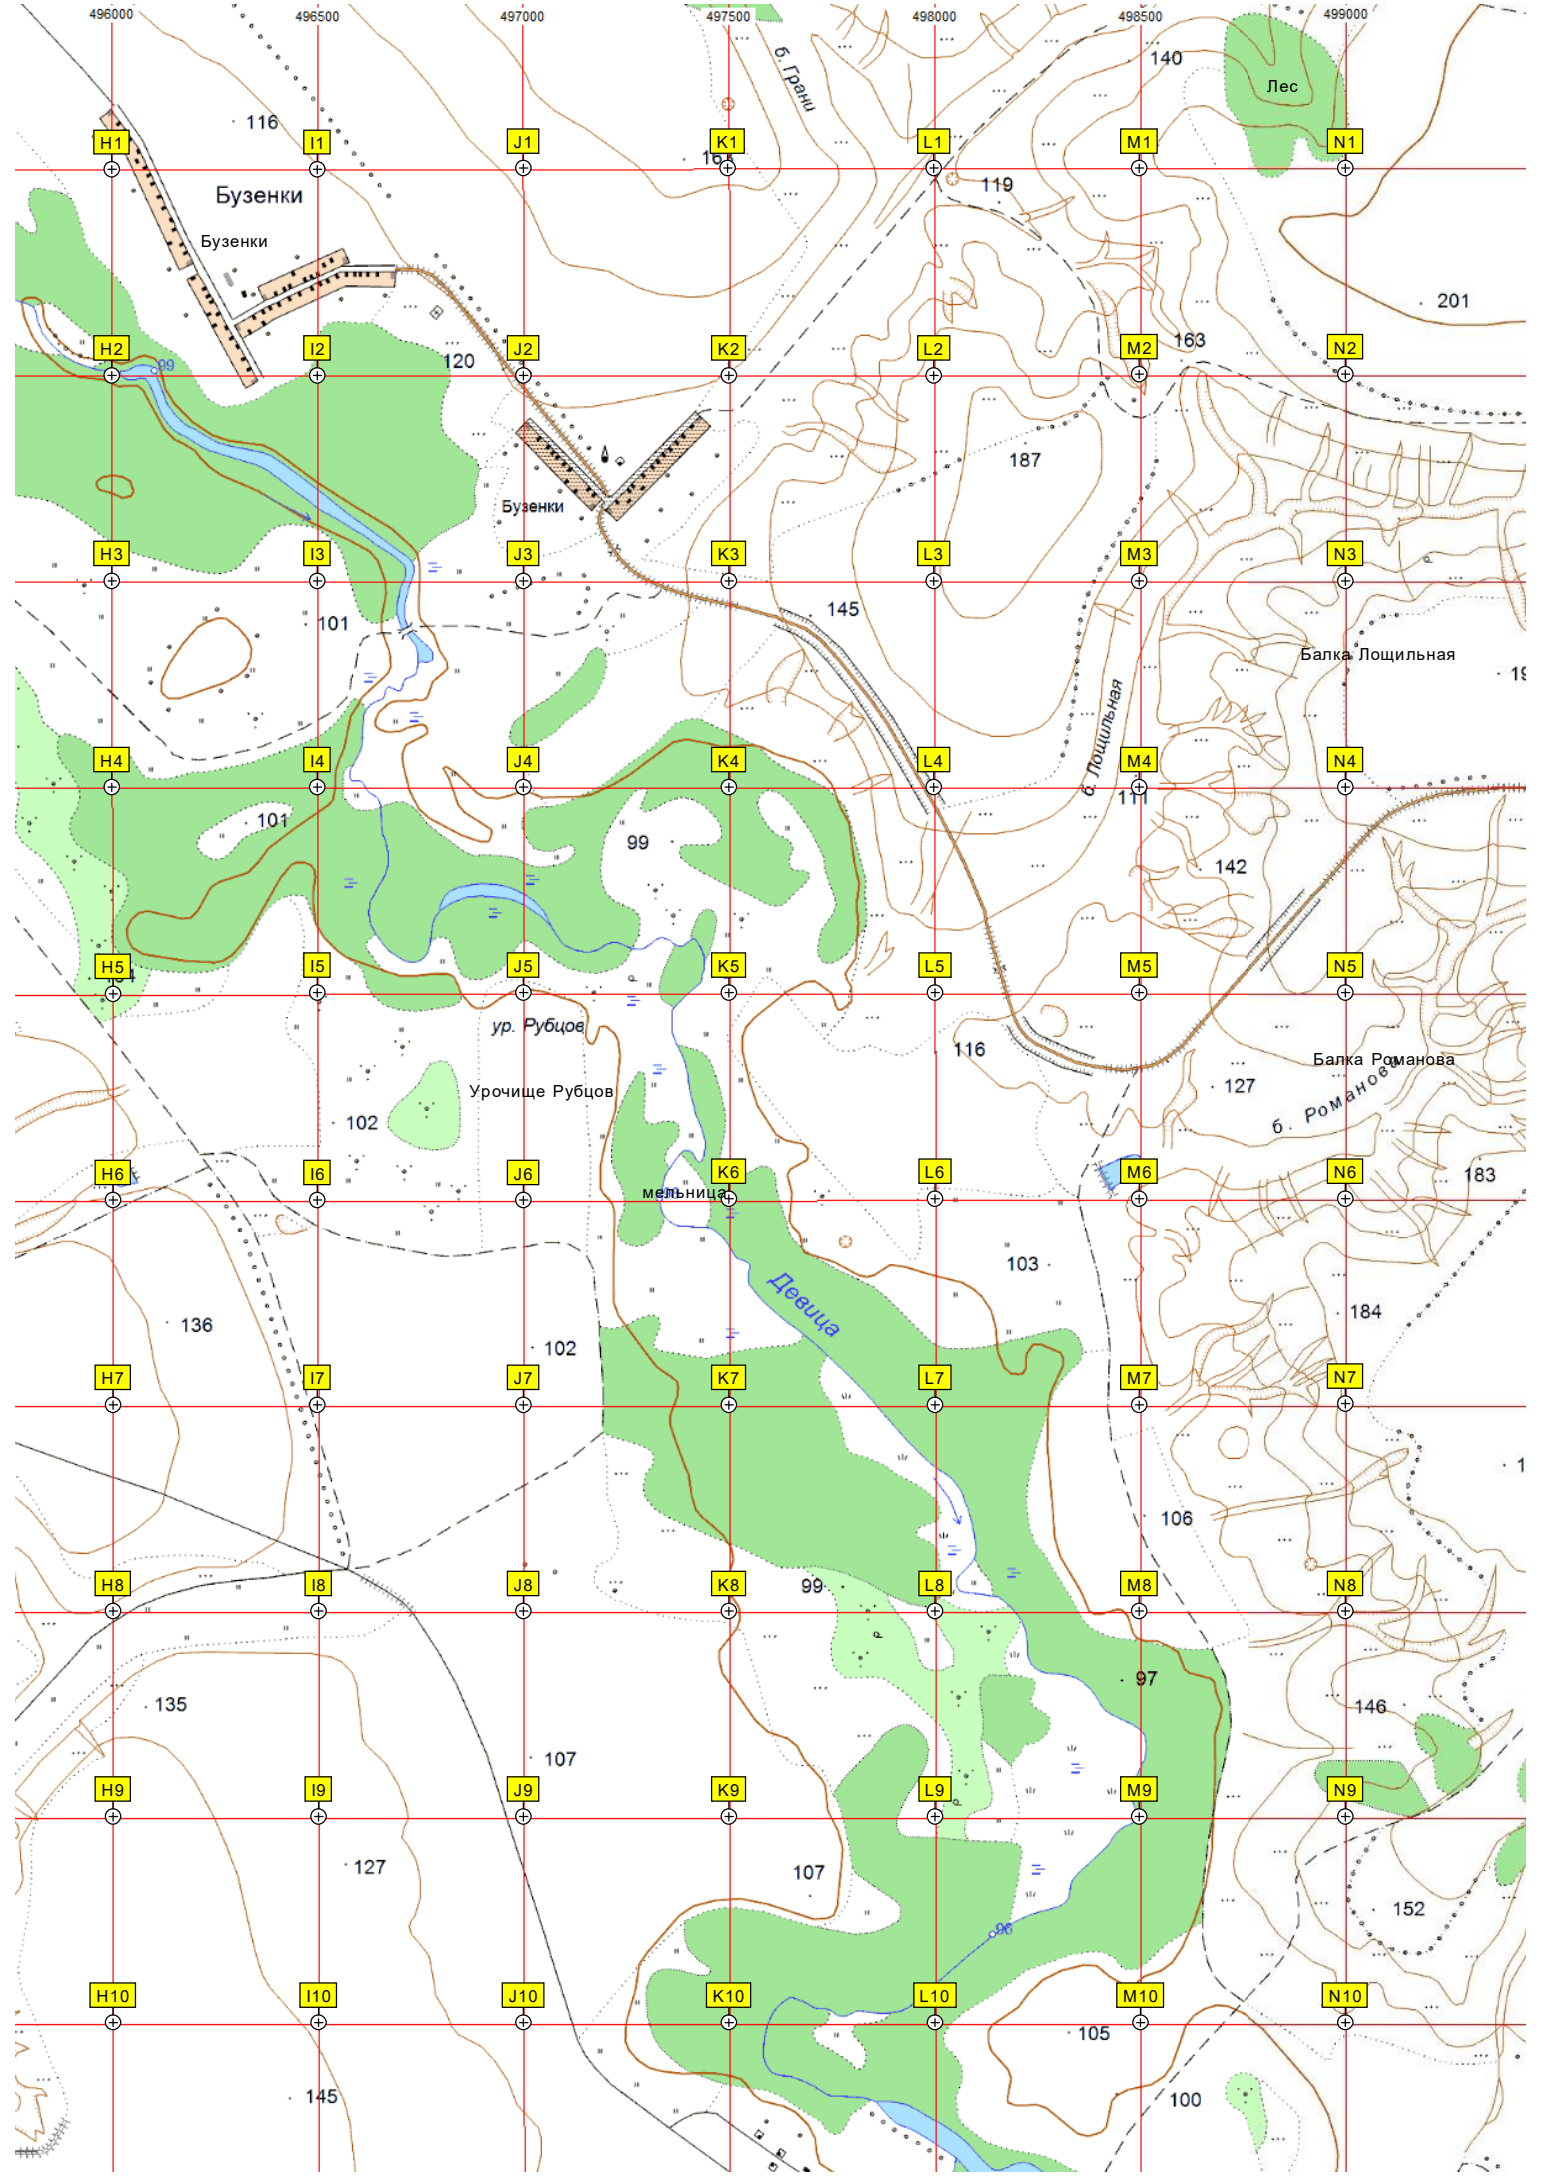 496000 496500 497000 497500 498000 498500 499000
б. Грани
140
Лес
116
H1 I1 J1 K1 L1 M1 N1
119
Бузенки
Бузенки
201
H2 I2 J2 K2 L2 M2 N2
99
120
163
187
Бузенки
H3 I3 J3 K3 L3 M3 N3
101
145
Балка Лощильная
б. Лощильная
H4 I4 J4 K4 L4 M4 N4
111
101
99
142
H5 I5 J5 K5 L5 M5 N5
ур. Рубцов
116
Балка Романова
б. Романова
127
Урочище Рубцов
102
H6 I6 J6 K6 L6 M6 N6
мельница
183
103
Девица
136
184
102
H7 I7 J7 K7 L7 M7 N7
106
H8 I8 J8 K8 L8 M8 N8
99
97
135
146
107
H9 I9 J9 K9 L9 M9 N9
127
107
152
96
H10 I10 J10 K10 L10 M10 N10
105
145
100